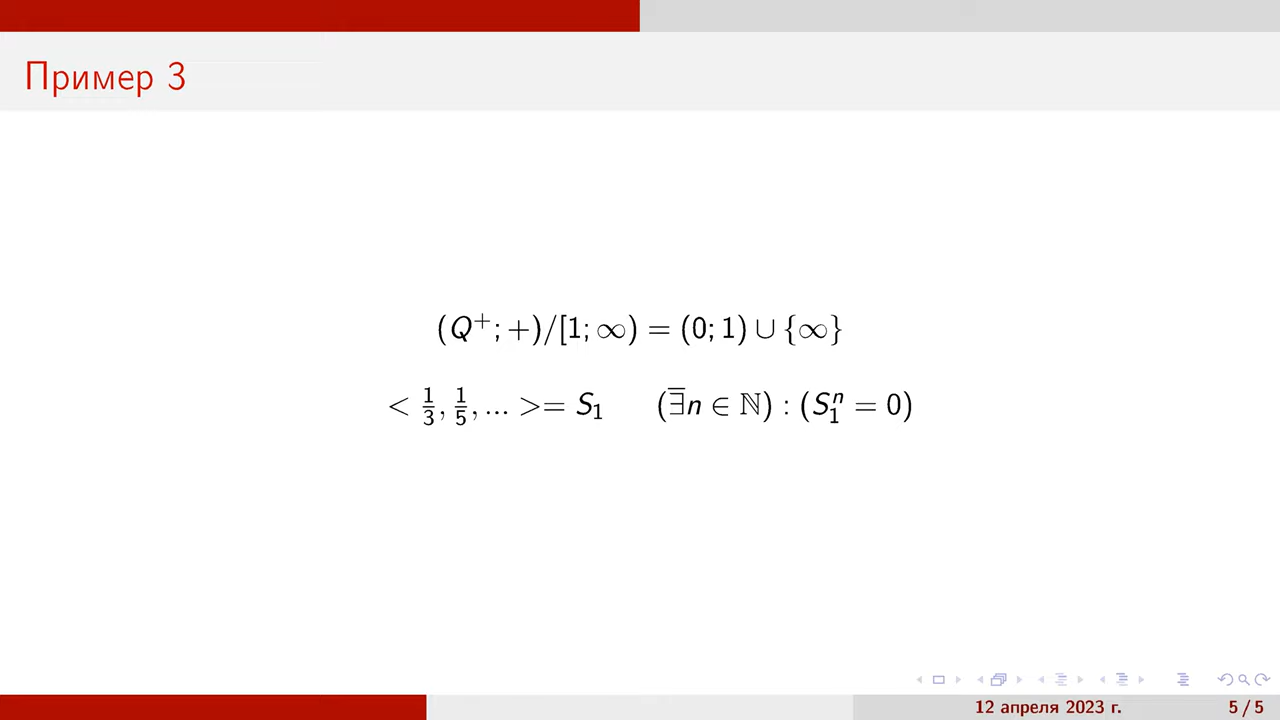 Пример 3
(Q⁺; +)/[1; ∞) = (0; 1) ∪ {∞}
< 1/3, 1/5, ... >= S₁ (∃̅n ∈ ℕ) : (S₁ⁿ = 0)
12 апреля 2023 г. 5 / 5